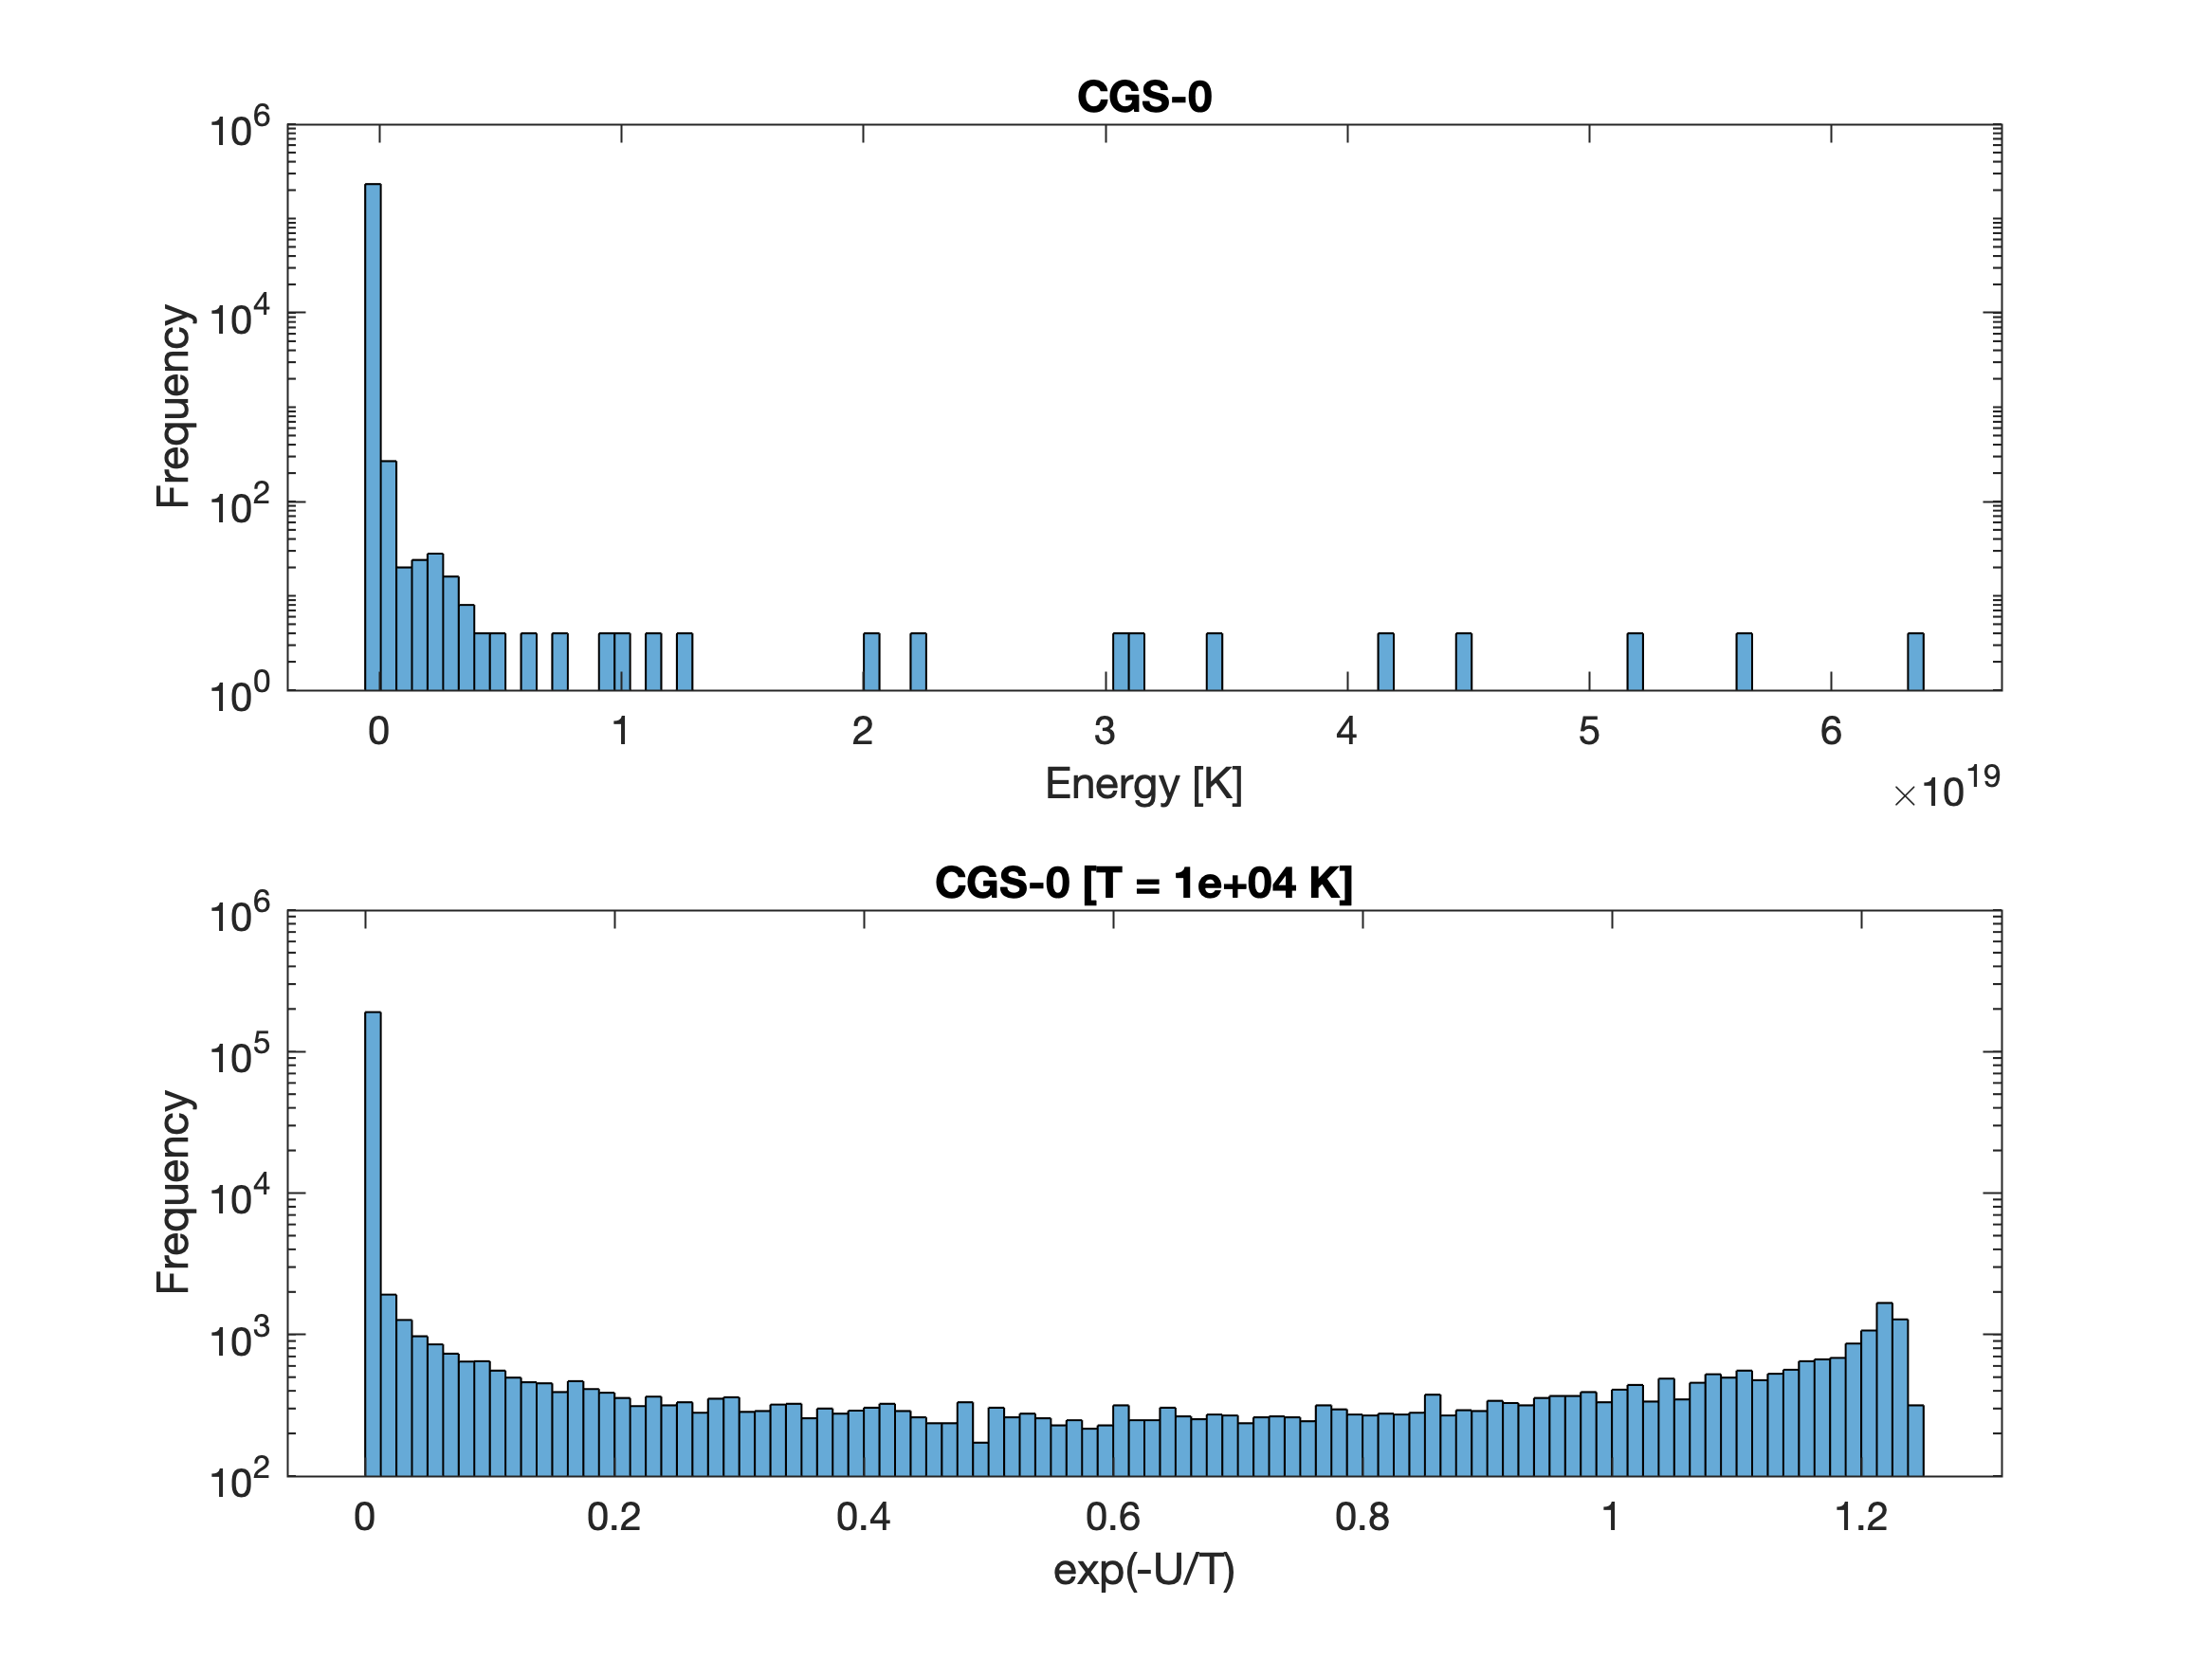 CGS-0
10^6
10^4
10^2
10^0
Frequency
0 1 2 3 4 5 6
Energy [K]
×10^19
CGS-0 [T = 1e+04 K]
10^6
10^5
10^4
10^3
10^2
Frequency
0 0.2 0.4 0.6 0.8 1 1.2
exp(-U/T)